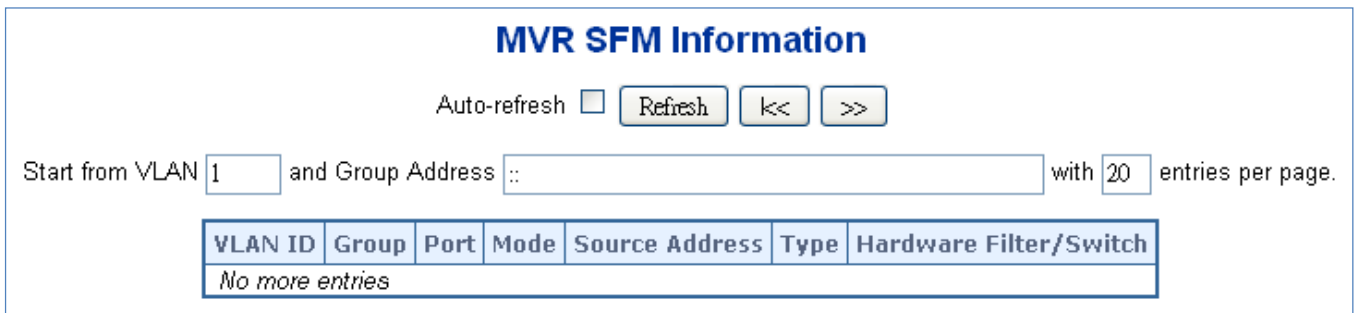 MVR SFM Information
Auto-refresh Refresh |<< >>
Start from VLAN 1 and Group Address :: with 20 entries per page.
VLAN ID Group Port Mode Source Address Type Hardware Filter/Switch
No more entries